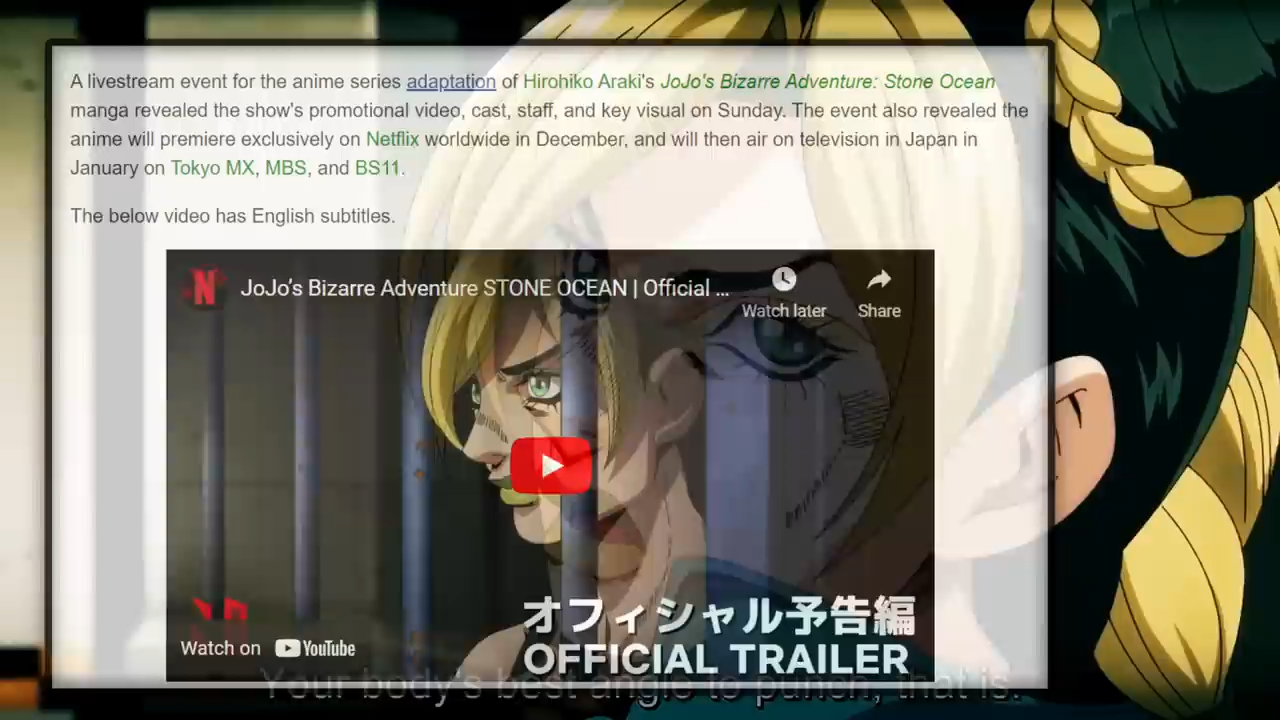 A livestream event for the anime series adaptation of Hirohiko Araki's JoJo's Bizarre Adventure: Stone Ocean
manga revealed the show's promotional video, cast, staff, and key visual on Sunday. The event also revealed the
anime will premiere exclusively on Netflix worldwide in December, and will then air on television in Japan in
January on Tokyo MX, MBS, and BS11.
The below video has English subtitles.
N
JoJo's Bizarre Adventure STONE OCEAN | Official ...
Watch later
Share
オフィシャル予告編
OFFICIAL TRAILER
Watch on YouTube
Your body's best angle to punch, that is.